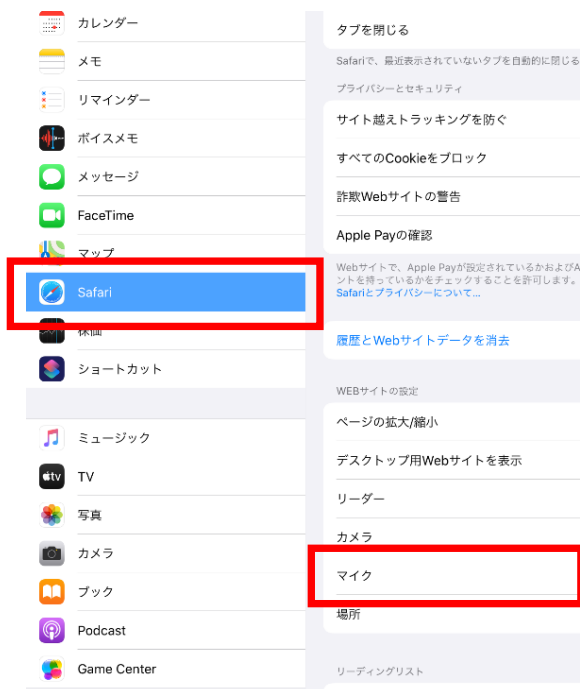 カレンダー
メモ
リマインダー
ボイスメモ
メッセージ
FaceTime
マップ
Safari
株価
ショートカット
ミュージック
tv
TV
写真
カメラ
ブック
Podcast
Game Center
タブを閉じる
Safariで、最近表示されていないタブを自動的に閉じる
プライバシーとセキュリティ
サイト越えトラッキングを防ぐ
すべてのCookieをブロック
詐欺Webサイトの警告
Apple Payの確認
Webサイトで、Apple Payが設定されているかおよびA
ントを持っているかをチェックすることを許可します。
Safariとプライバシーについて...
履歴とWebサイトデータを消去
WEBサイトの設定
ページの拡大/縮小
デスクトップ用Webサイトを表示
リーダー
カメラ
マイク
場所
リーディングリスト